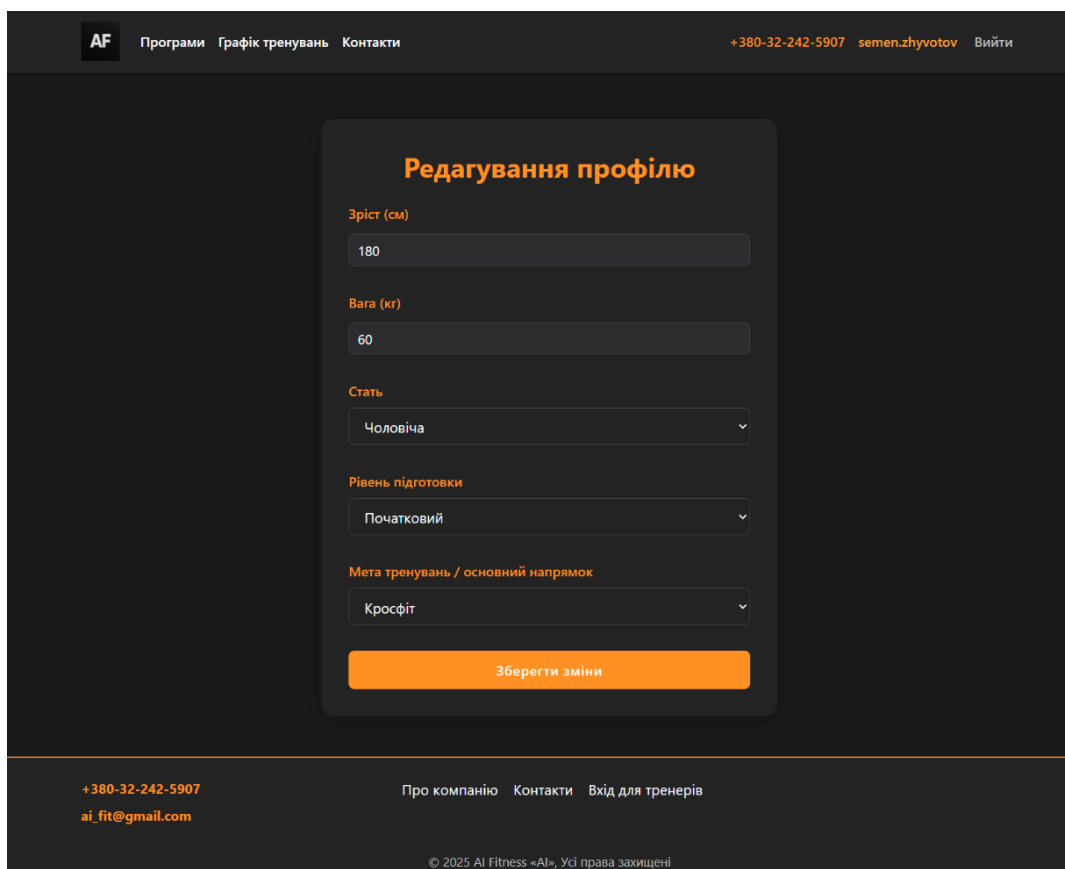 AF Програми Графік тренувань Контакти +380-32-242-5907 semen.zhyvotov Вийти
Редагування профілю
Зріст (см)
180
Вага (кг)
60
Стать
Чоловіча
Рівень підготовки
Початковий
Мета тренувань / основний напрямок
Кросфіт
Зберегти зміни
+380-32-242-5907 Про компанію Контакти Вхід для тренерів
ai_fit@gmail.com
© 2025 AI Fitness «AI», Усі права захищені